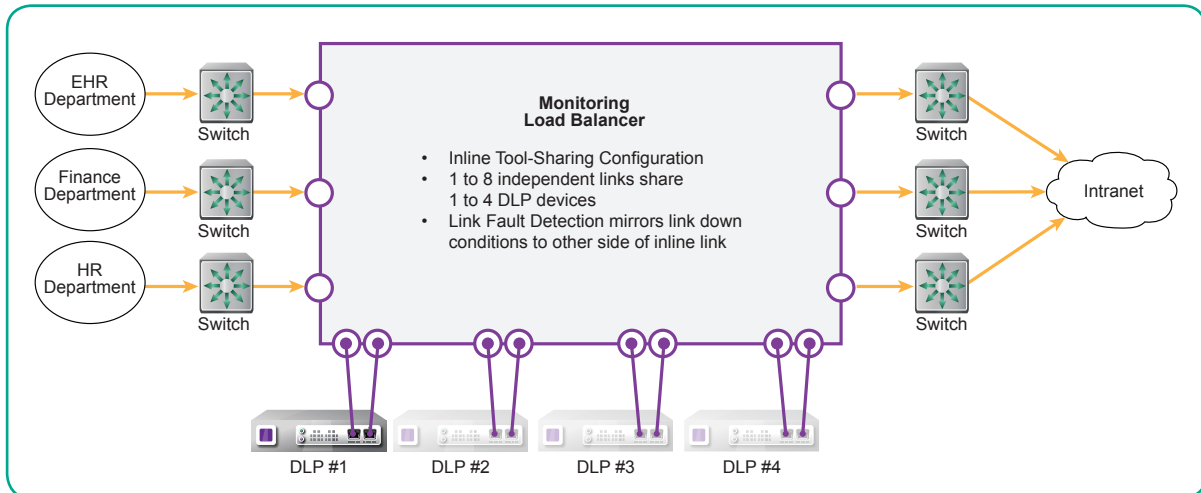 EHR
Department
Switch
Finance
Department
Switch
HR
Department
Switch
Monitoring
Load Balancer
• Inline Tool-Sharing Configuration
• 1 to 8 independent links share
1 to 4 DLP devices
• Link Fault Detection mirrors link down
conditions to other side of inline link
Switch
Switch
Switch
Intranet
DLP #1
DLP #2
DLP #3
DLP #4